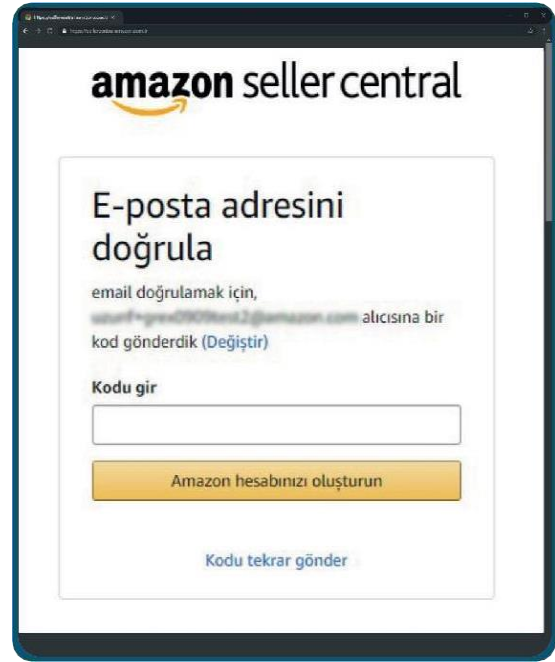 amazon seller central
E-posta adresini
doğrula
email doğrulamak için,
alıcısına bir
kod gönderdik (Değiştir)
Kodu gir
Amazon hesabınızı oluşturun
Kodu tekrar gönder